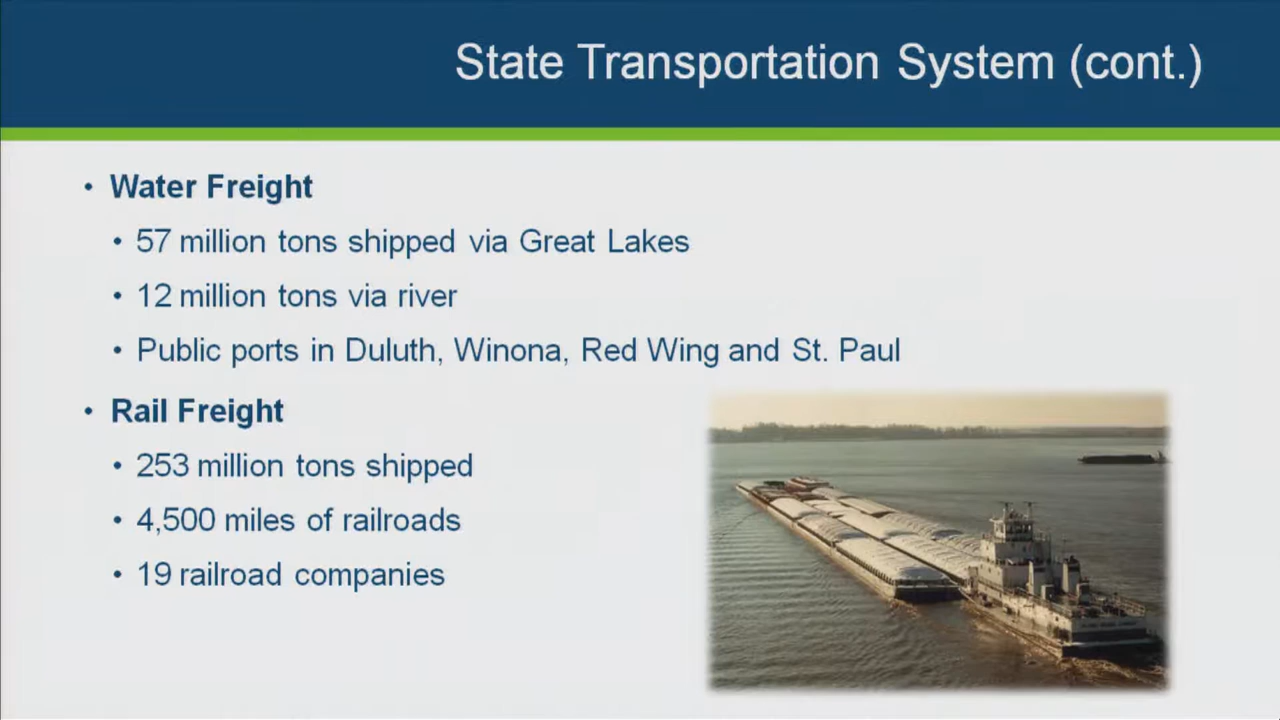 State Transportation System (cont.)
• Water Freight
• 57 million tons shipped via Great Lakes
• 12 million tons via river
• Public ports in Duluth, Winona, Red Wing and St. Paul
• Rail Freight
• 253 million tons shipped
• 4,500 miles of railroads
• 19 railroad companies